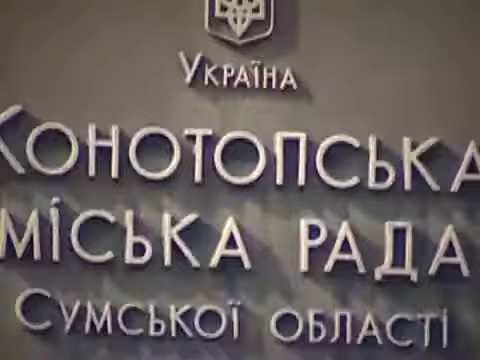 Україна
Конотопська
міська рада
Сумської області